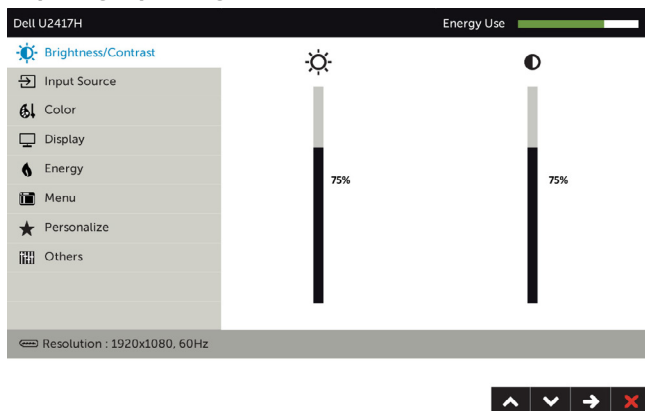 Dell U2417H Energy Use
Brightness/Contrast
Input Source
Color
Display
Energy
75% 75%
Menu
Personalize
Others
Resolution : 1920x1080, 60Hz